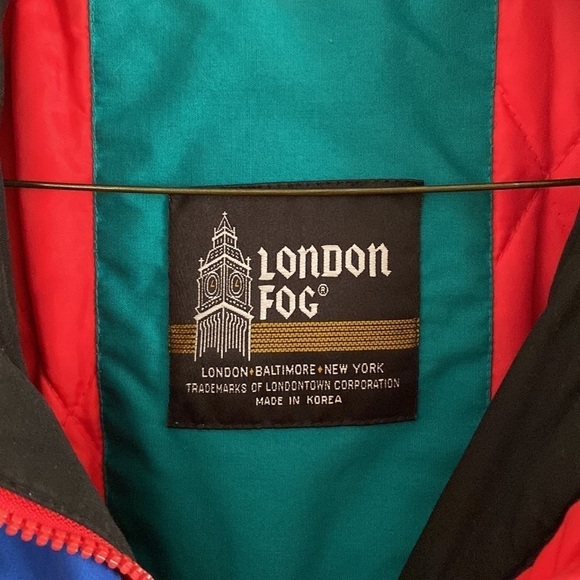 LONDON
FOG®
LONDON♦BALTIMORE♦NEW YORK
TRADEMARKS OF LONDONTOWN CORPORATION
MADE IN KOREA